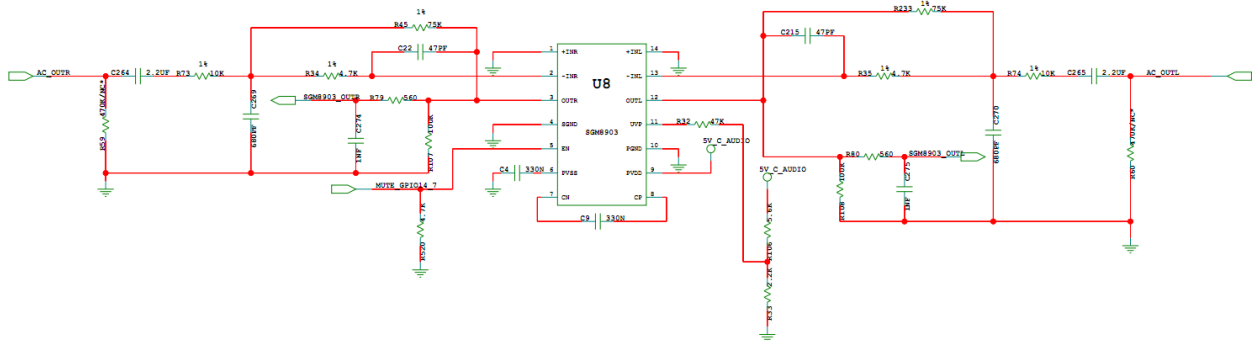 1%
R45 75K
C22 47PF
1%
1%
AC_OUTR
C264 2.2UF R73 10K
R34 4.7K
470K/NC*
R59
C269
680PF
SGM8903_OUTR
R79 560
C274
1NF
100K
R107
MUTE_GPIO14_7
4.7K
R520
C4 330N
C9 330N
1 +INR
2 -INR
3 OUTR
4 SGND
5 EN
6 PVSS
7 CN
U8
SGM8903
+INL 14
-INL 13
OUTL 12
UVP 11
PGND 10
PVDD 9
CP 8
R32 47K
5V_C_AUDIO
5V_C_AUDIO
5.6K
R106
2.2K
R33
1%
R233 75K
C215 47PF
1%
R35 4.7K
1%
R74 10K
C265 2.2UF
AC_OUTL
C270
680PF
470K/NC*
R60
R80 560
SGM8903_OUTL
100K
R108
C275
1NF